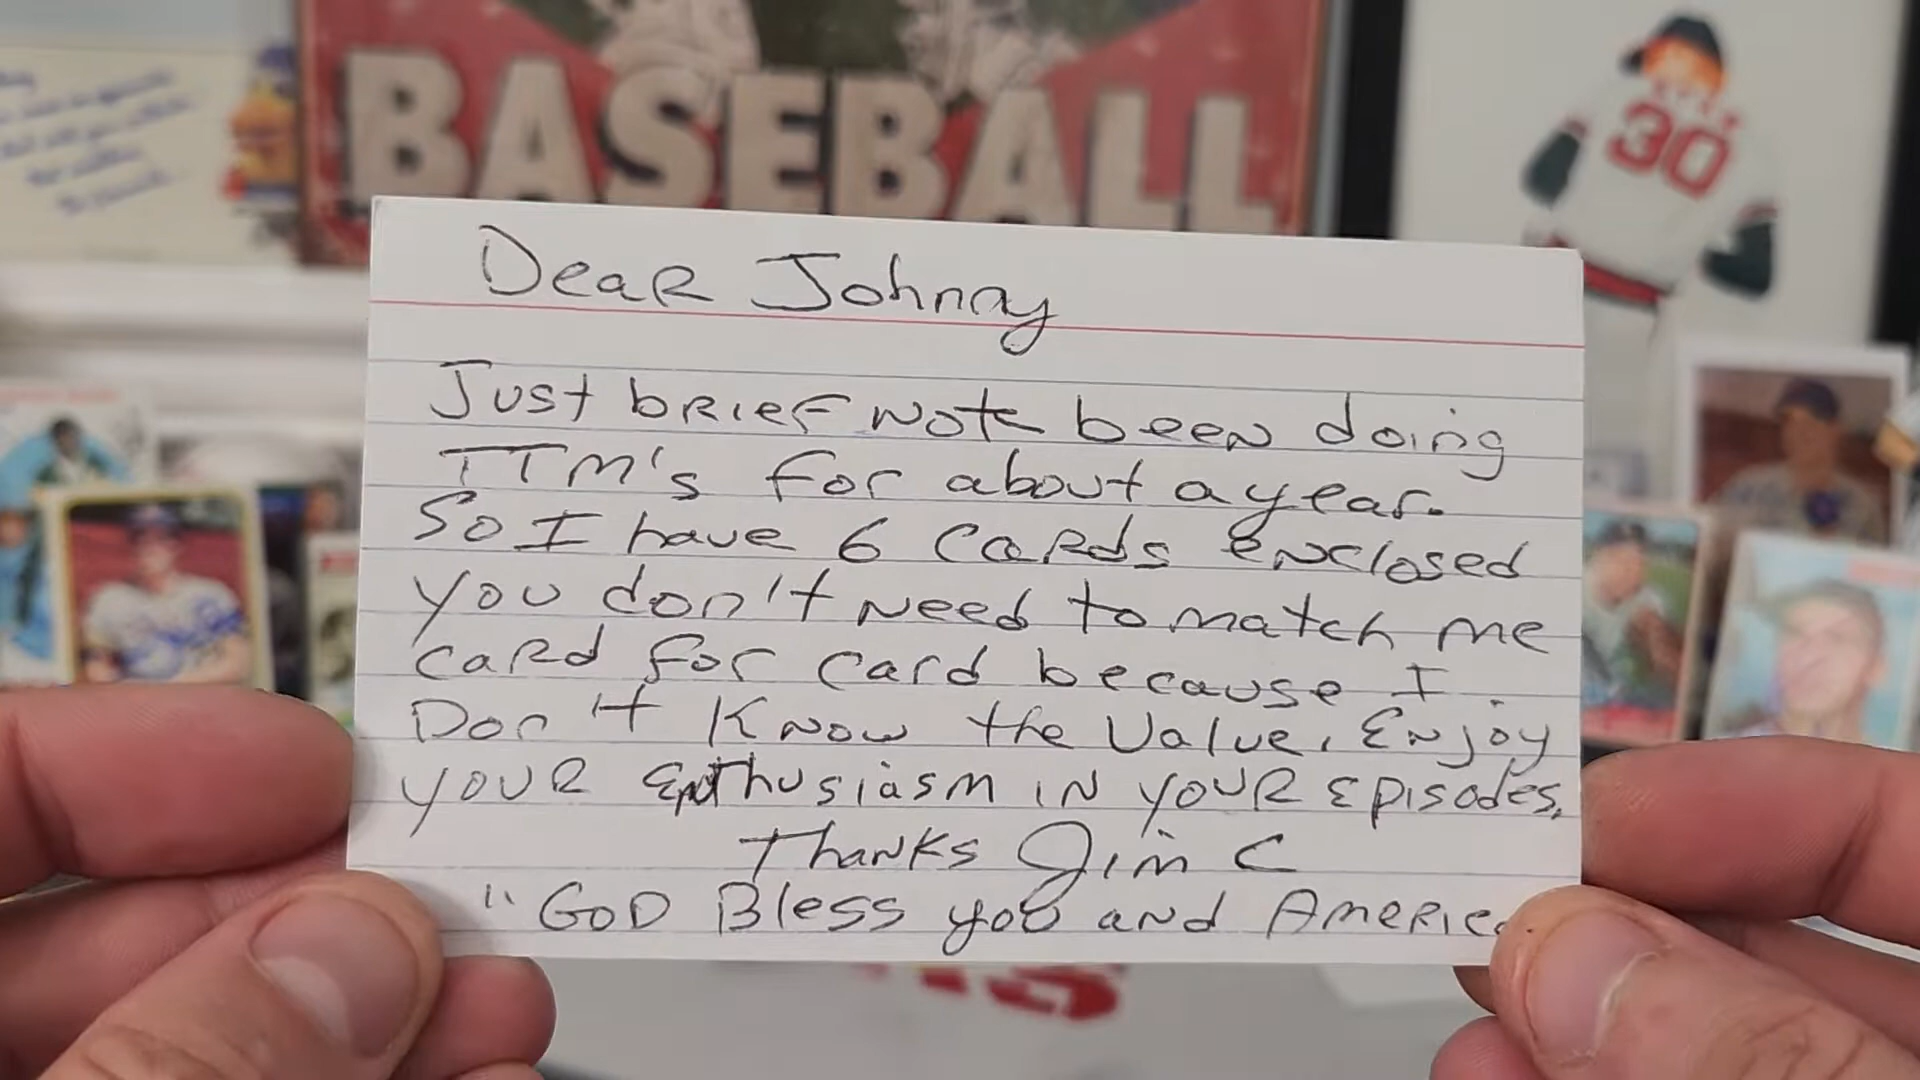 BASEBALL
30
Dear Johnny
Just brief note been doing
TTM's for about a year.
So I have 6 cards enclosed
you don't need to match me
card for card because I
Don't Know the Value. Enjoy
your Enthusiasm in your Episodes.
Thanks Jim C
"GOD Bless you and America